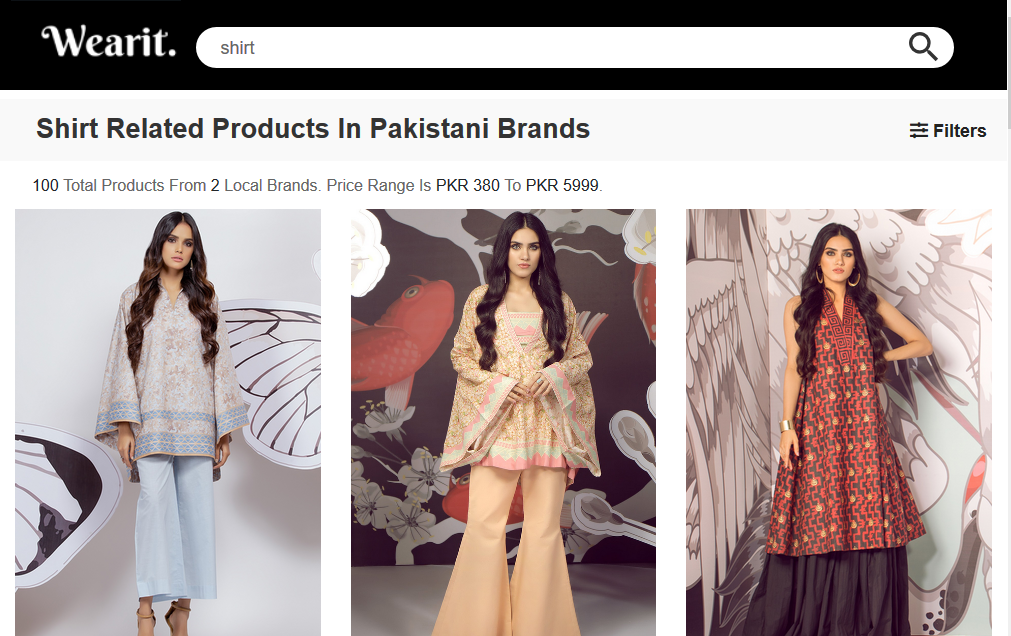 Wearit.
shirt
Shirt Related Products In Pakistani Brands
Filters
100 Total Products From 2 Local Brands. Price Range Is PKR 380 To PKR 5999.